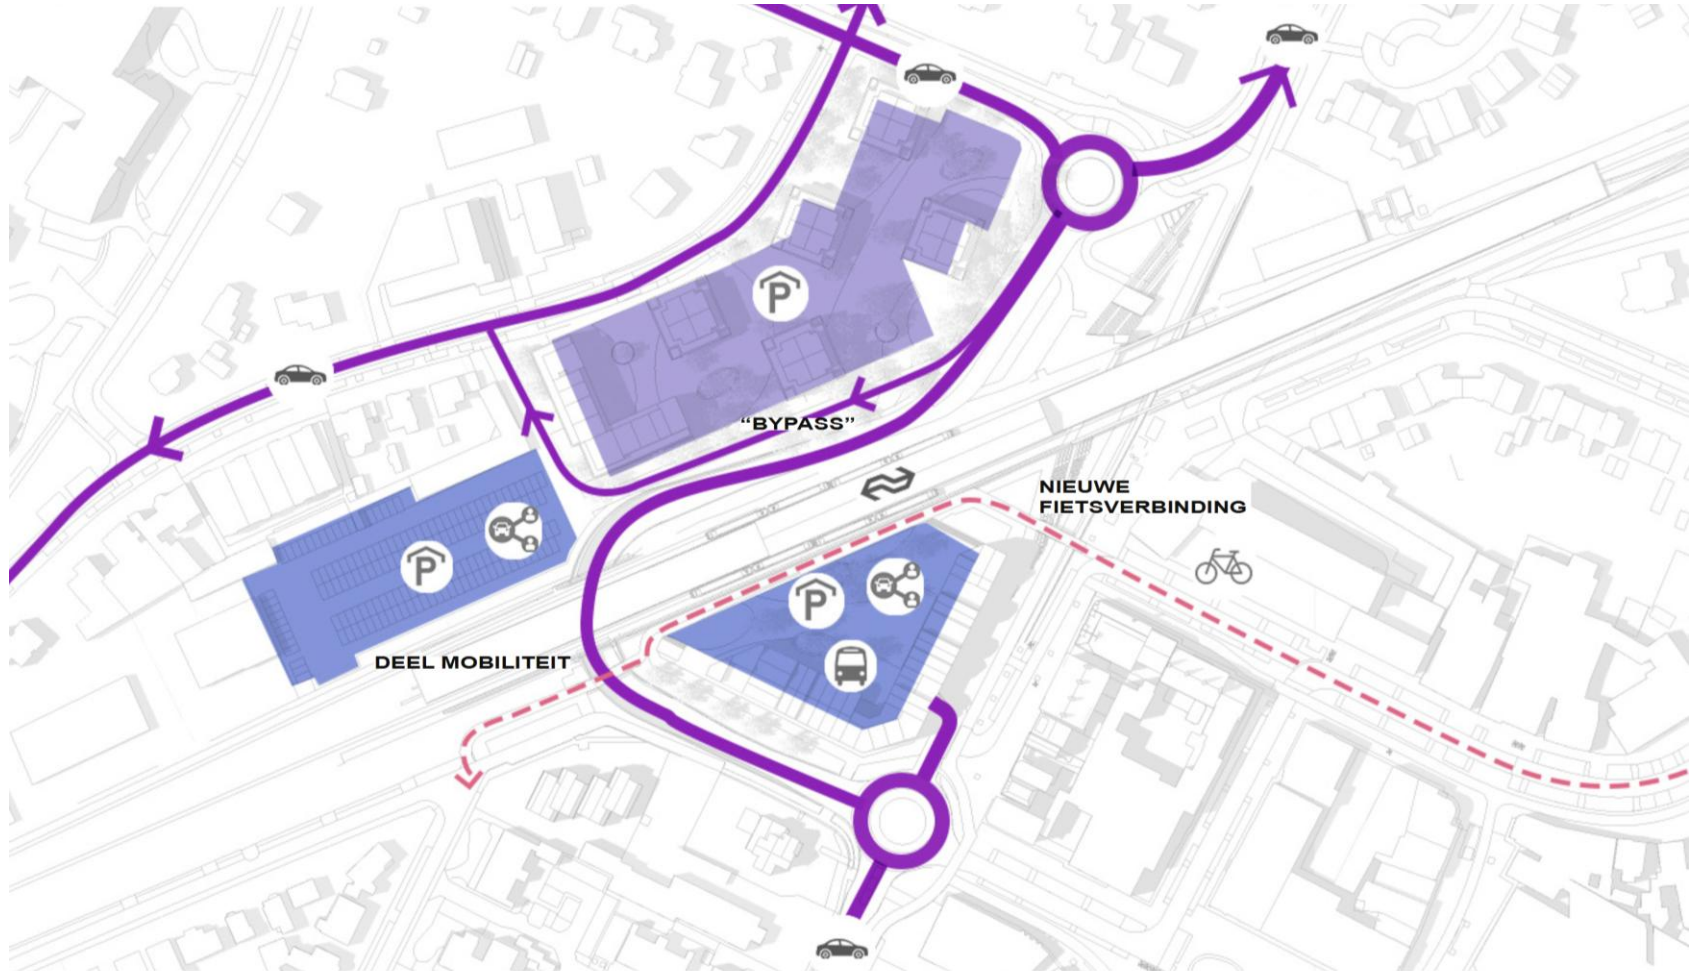 “BYPASS”
NIEUWE
FIETSVERBINDING
P
P
P
DEEL MOBILITEIT